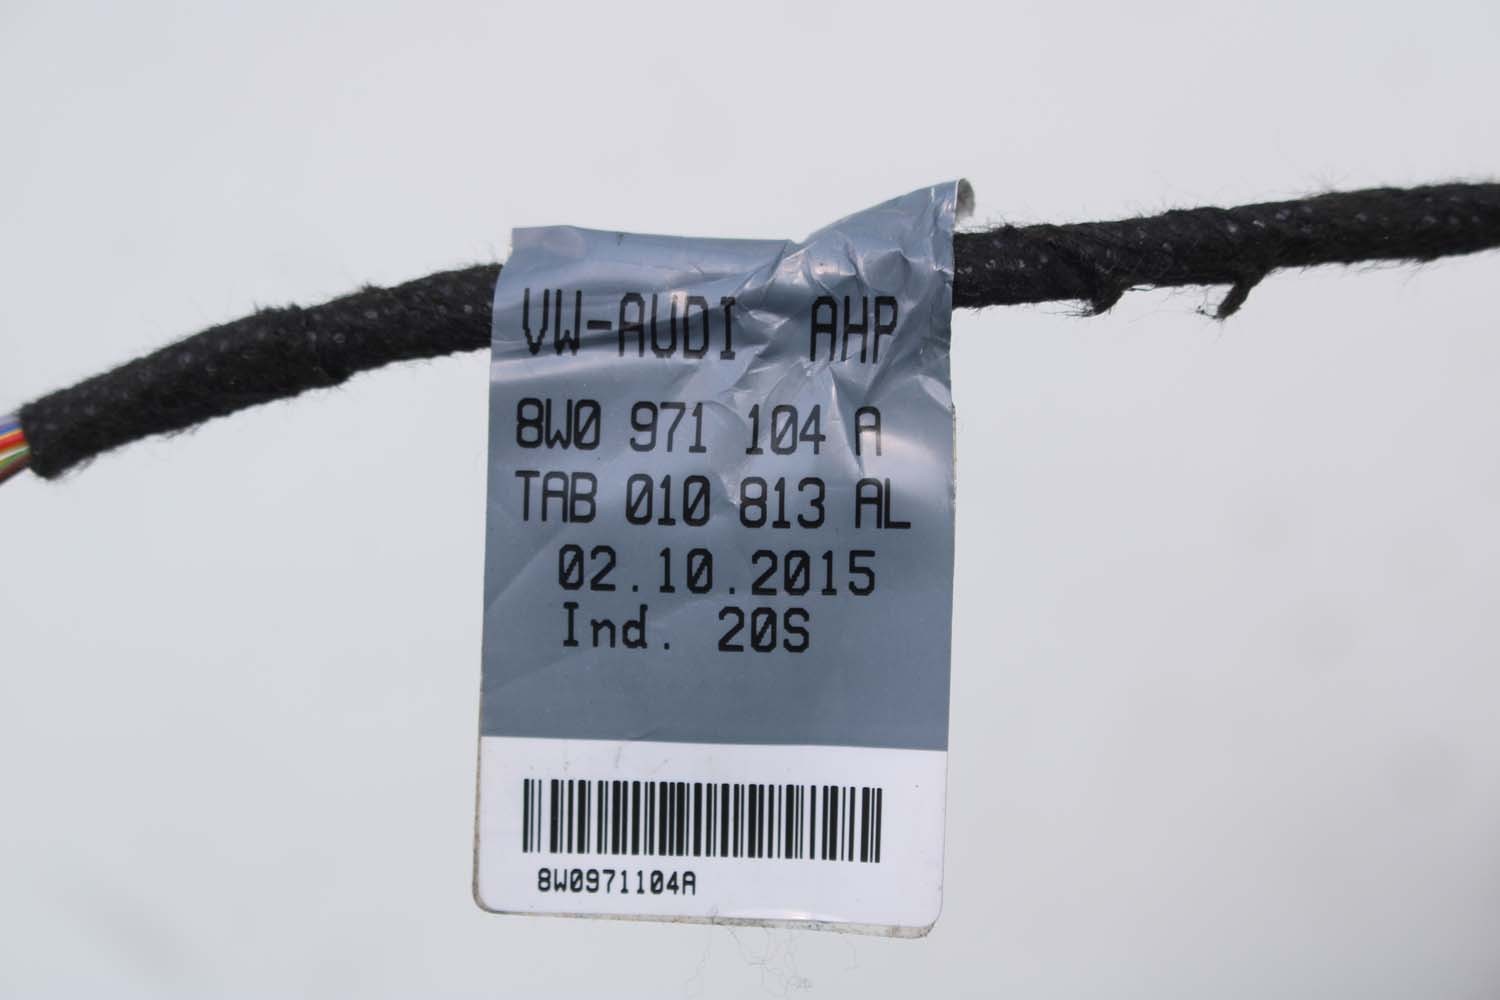 VW-AUDI AHP
8W0 971 104 A
TAB 010 813 AL
02.10.2015
Ind. 20S
8W0971104A